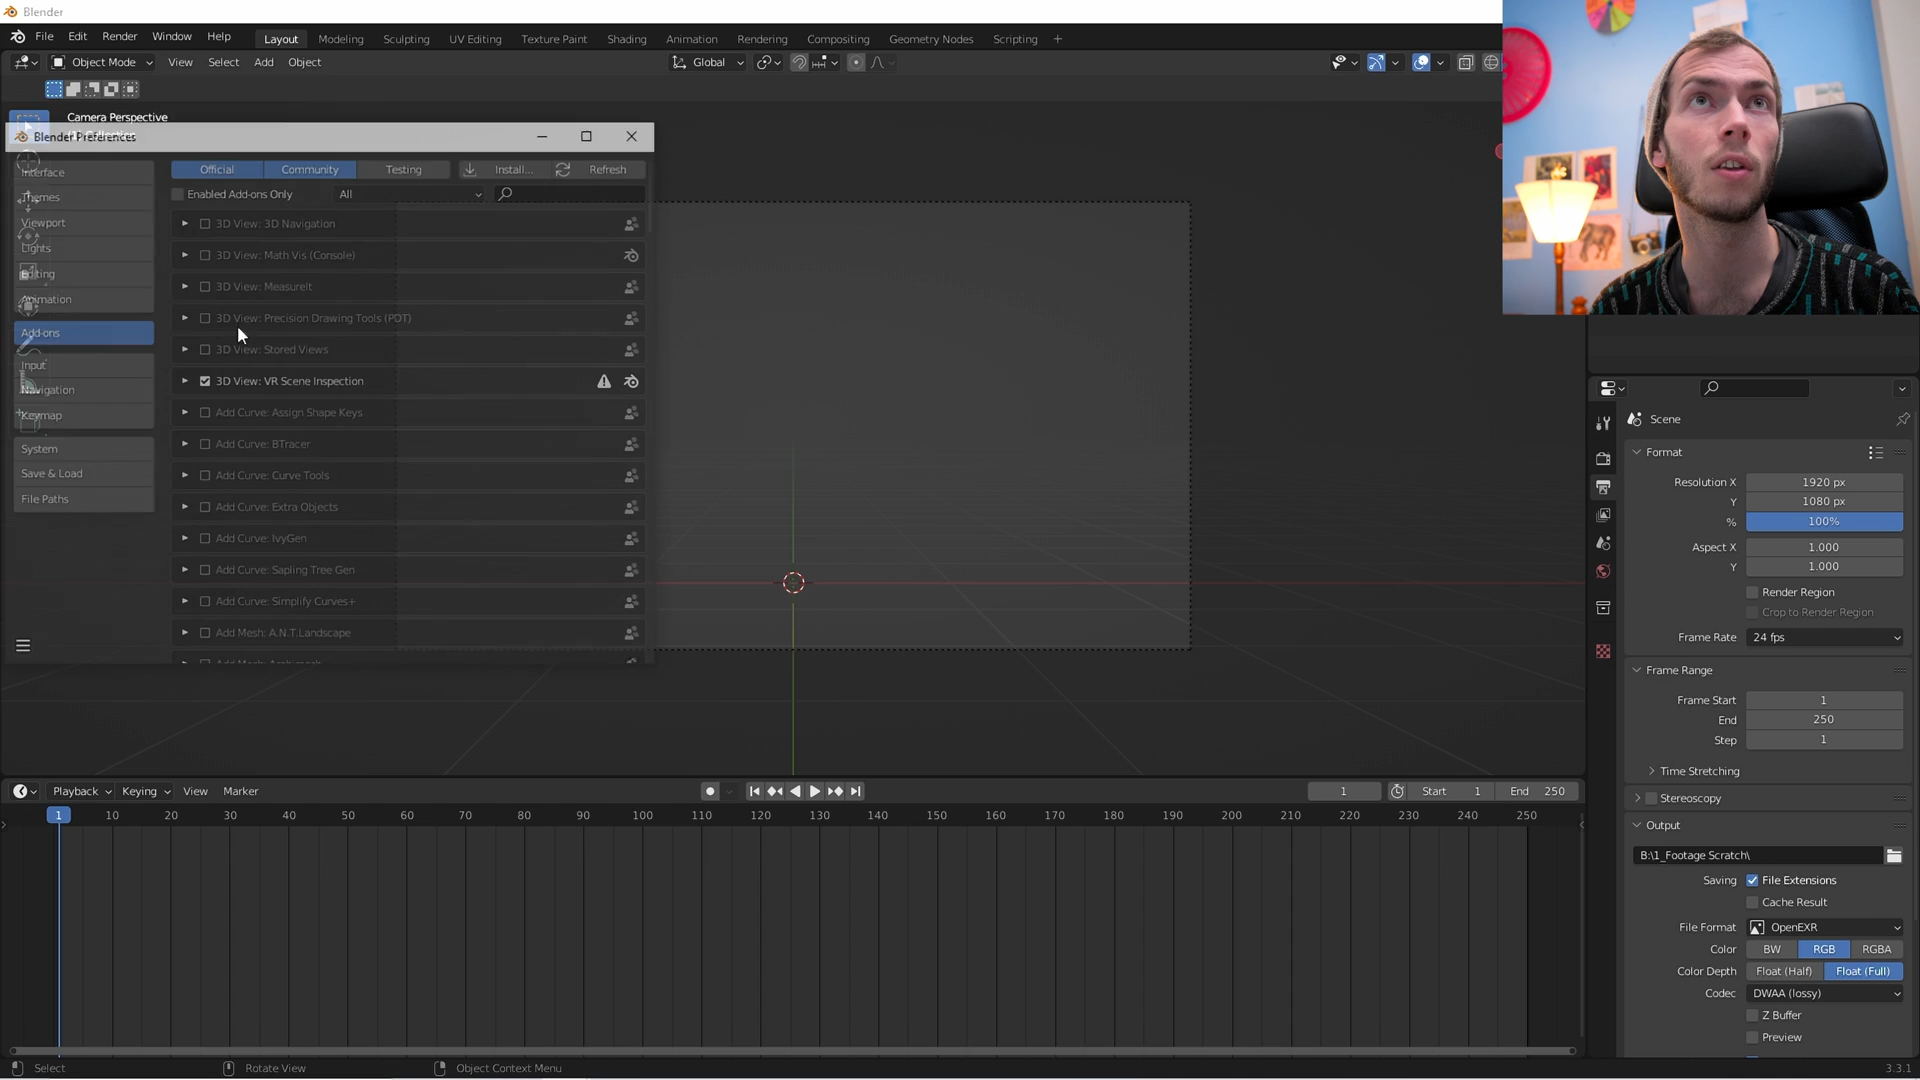 Blender
File Edit Render Window Help Layout Modeling Sculpting UV Editing Texture Paint Shading Animation Rendering Compositing Geometry Nodes Scripting +
Object Mode View Select Add Object Global
Camera Perspective
Blender Preferences
Interface
Themes
Viewport
Lights
Editing
Animation
Add-ons
Input
Navigation
Keymap
System
Save & Load
File Paths
Official Community Testing Install... Refresh
Enabled Add-ons Only All
3D View: 3D Navigation
3D View: Math Vis (Console)
3D View: MeasureIt
3D View: Precision Drawing Tools (PDT)
3D View: Stored Views
3D View: VR Scene Inspection
Add Curve: Assign Shape Keys
Add Curve: BTracer
Add Curve: Curve Tools
Add Curve: Extra Objects
Add Curve: IvyGen
Add Curve: Sapling Tree Gen
Add Curve: Simplify Curves+
Add Mesh: A.N.T.Landscape
Scene
Format
Resolution X 1920 px
Y 1080 px
% 100%
Aspect X 1.000
Y 1.000
Render Region
Crop to Render Region
Frame Rate 24 fps
Frame Range
Frame Start 1
End 250
Step 1
Time Stretching
Stereoscopy
Output
B:\1_Footage Scratch\
Saving File Extensions
Cache Result
File Format OpenEXR
Color BW RGB RGBA
Color Depth Float (Half) Float (Full)
Codec DWAA (lossy)
Z Buffer
Preview
Playback Keying View Marker 1 Start 1 End 250
1 10 20 30 40 50 60 70 80 90 100 110 120 130 140 150 160 170 180 190 200 210 220 230 240 250
Select Rotate View Object Context Menu 3.3.1